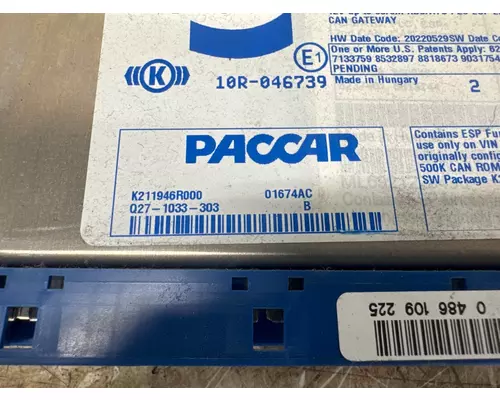 CAN GATEWAY
HW Date Code: 20220529SW Date Co
One or More U.S. Patents Apply: 62
7133759 8532897 8818673 9031754
PENDING
Made in Hungary
2
K
E1
10R-046739
PACCAR
K211946R000 01674AC
Q27-1033-303 B
Contains ESP Fu
use only on VIN
originally config
500K CAN ROM
SW Package K
0 486 109 225